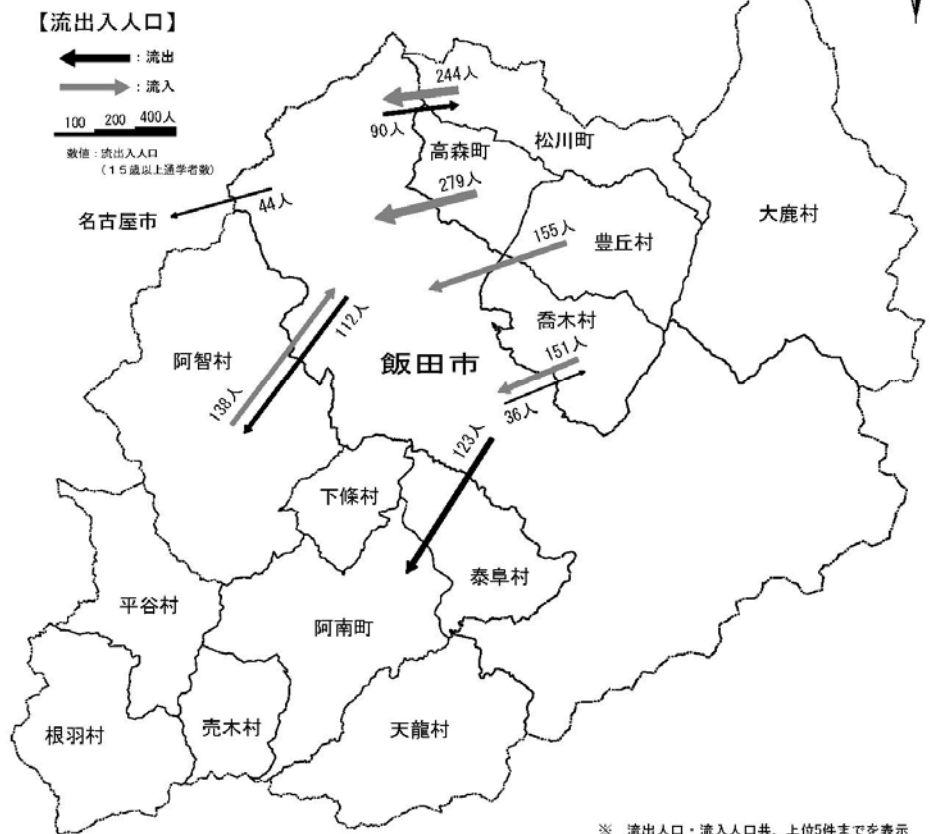 【流出入人口】
：流出
：流入
100 200 400人
数値：流出入人口
（１５歳以上通学者数）
244人
90人
高森町
松川町
279人
名古屋市
44人
155人
豊丘村
大鹿村
112人
喬木村
阿智村
飯田市
151人
138人
36人
123人
下條村
泰阜村
平谷村
阿南町
根羽村
売木村
天龍村
※ 流出人口・流入人口共、上位5件までを表示